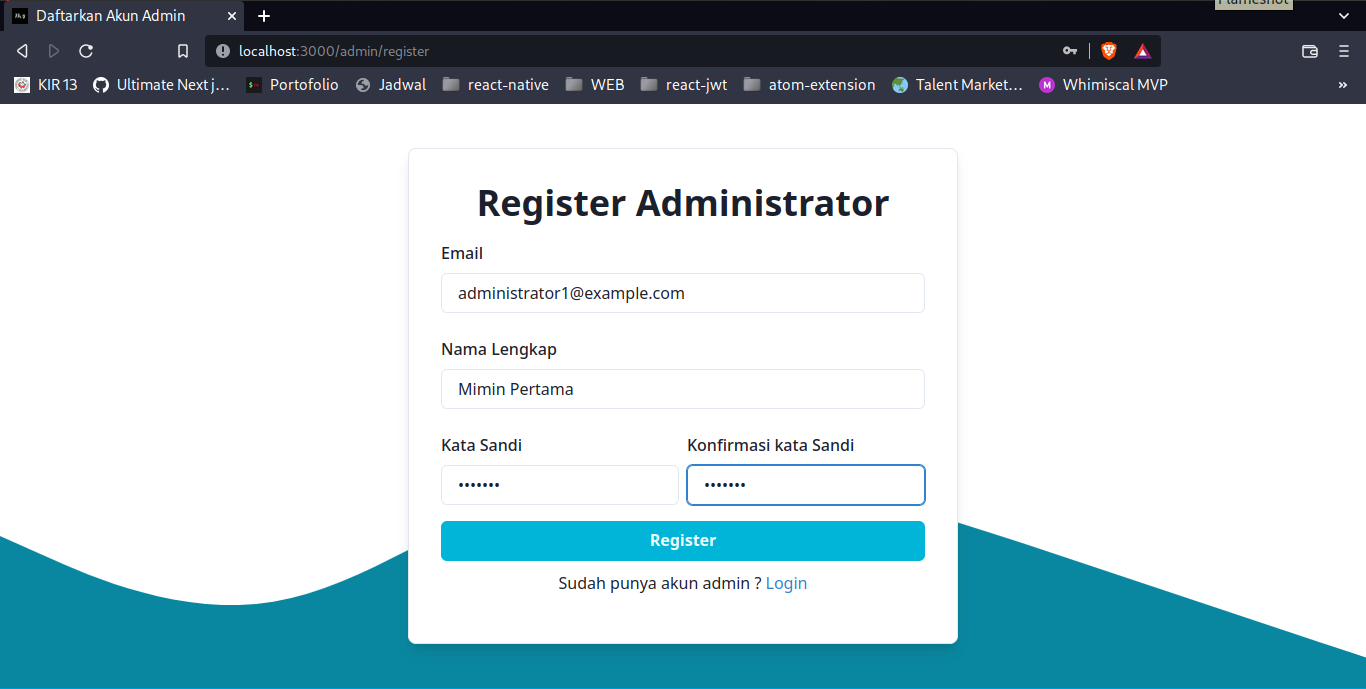 Flameshot
Daftarkan Akun Admin
localhost:3000/admin/register
KIR 13 Ultimate Next j... Portofolio Jadwal react-native WEB react-jwt atom-extension M Talent Market... Whimiscal MVP »
Register Administrator
Email
administrator1@example.com
Nama Lengkap
Mimin Pertama
Kata Sandi Konfirmasi kata Sandi
••••••• •••••••
Register
Sudah punya akun admin ? Login